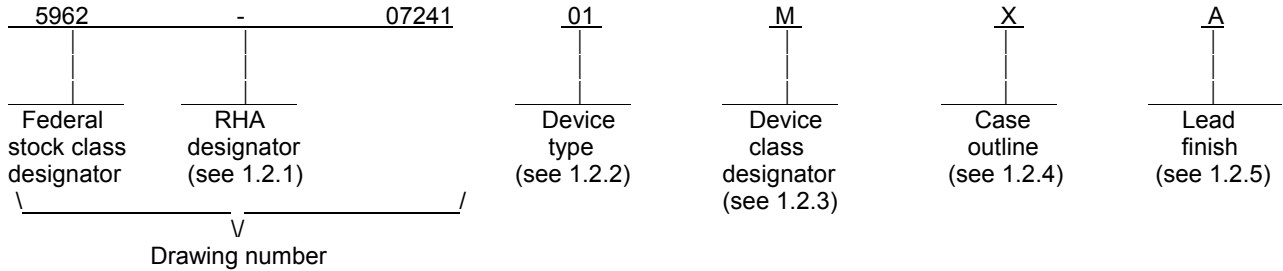 5962 - 07241 01 M X A
Federal stock class designator
RHA designator (see 1.2.1)
Device type (see 1.2.2)
Device class designator (see 1.2.3)
Case outline (see 1.2.4)
Lead finish (see 1.2.5)
Drawing number